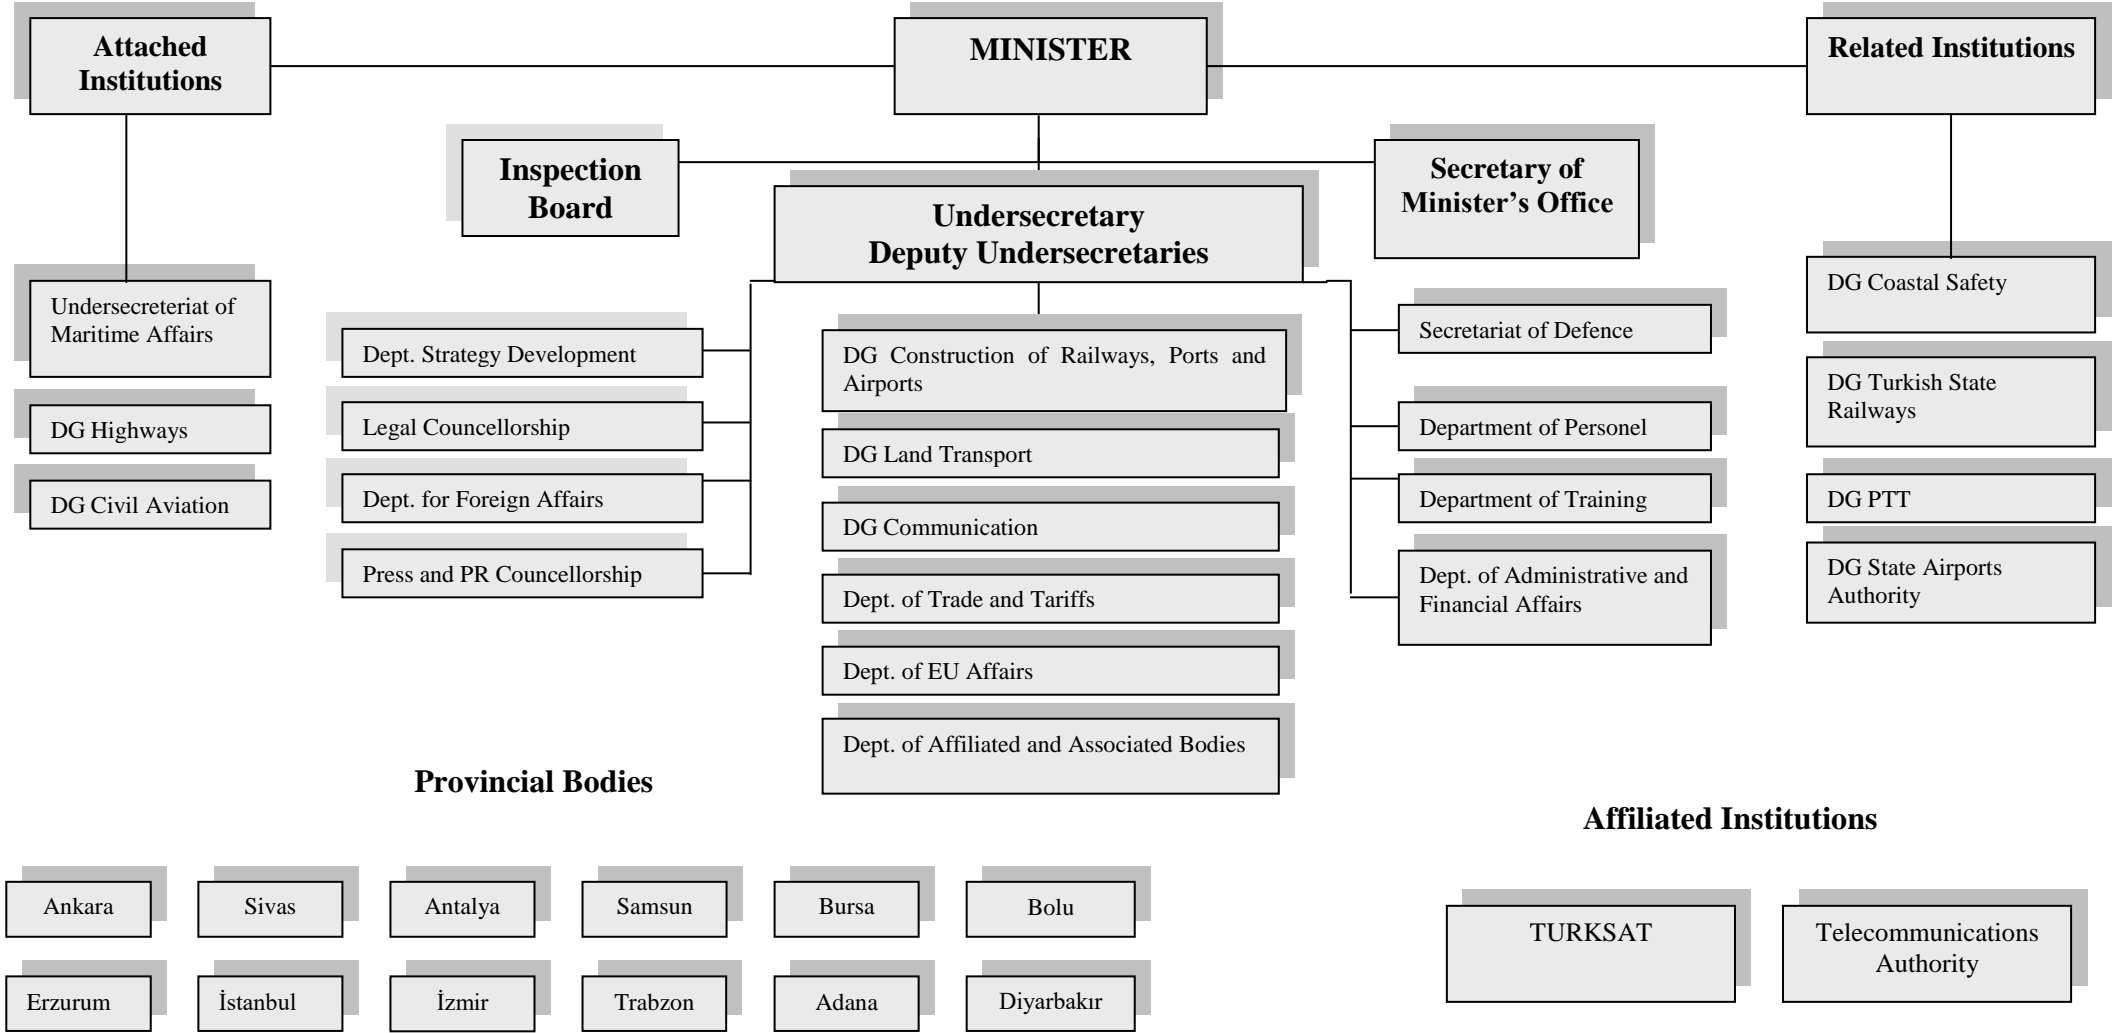 Attached
Institutions
MINISTER
Related Institutions
Inspection
Board
Secretary of
Minister’s Office
Undersecretary
Deputy Undersecretaries
Undersecreteriat of
Maritime Affairs
DG Highways
DG Civil Aviation
Dept. Strategy Development
Legal Councellorship
Dept. for Foreign Affairs
Press and PR Councellorship
DG Construction of Railways, Ports and
Airports
DG Land Transport
DG Communication
Dept. of Trade and Tariffs
Dept. of EU Affairs
Dept. of Affiliated and Associated Bodies
Secretariat of Defence
Department of Personel
Department of Training
Dept. of Administrative and
Financial Affairs
DG Coastal Safety
DG Turkish State
Railways
DG PTT
DG State Airports
Authority
Provincial Bodies
Ankara
Sivas
Antalya
Samsun
Bursa
Bolu
Erzurum
İstanbul
İzmir
Trabzon
Adana
Diyarbakır
Affiliated Institutions
TURKSAT
Telecommunications
Authority